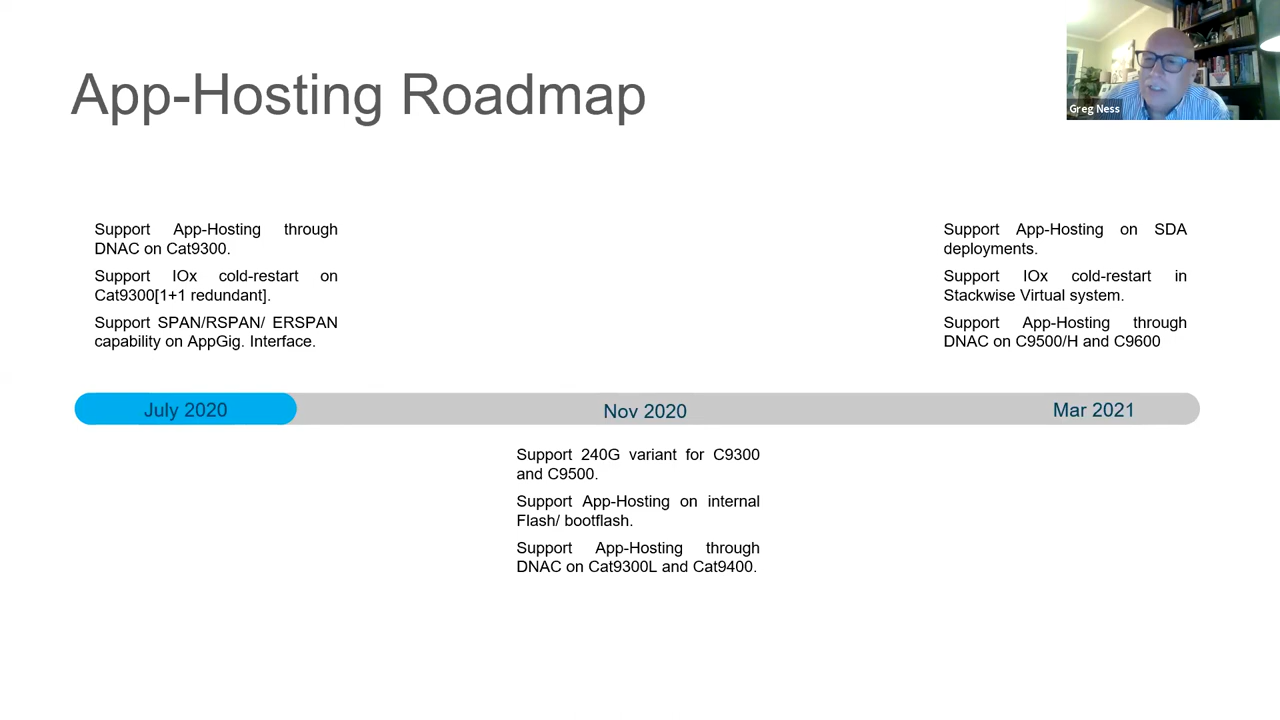 App-Hosting Roadmap
Greg Ness
Support App-Hosting through
DNAC on Cat9300.
Support IOx cold-restart on
Cat9300[1+1 redundant].
Support SPAN/RSPAN/ ERSPAN
capability on AppGig. Interface.
Support App-Hosting on SDA
deployments.
Support IOx cold-restart in
Stackwise Virtual system.
Support App-Hosting through
DNAC on C9500/H and C9600
July 2020
Nov 2020
Mar 2021
Support 240G variant for C9300
and C9500.
Support App-Hosting on internal
Flash/ bootflash.
Support App-Hosting through
DNAC on Cat9300L and Cat9400.